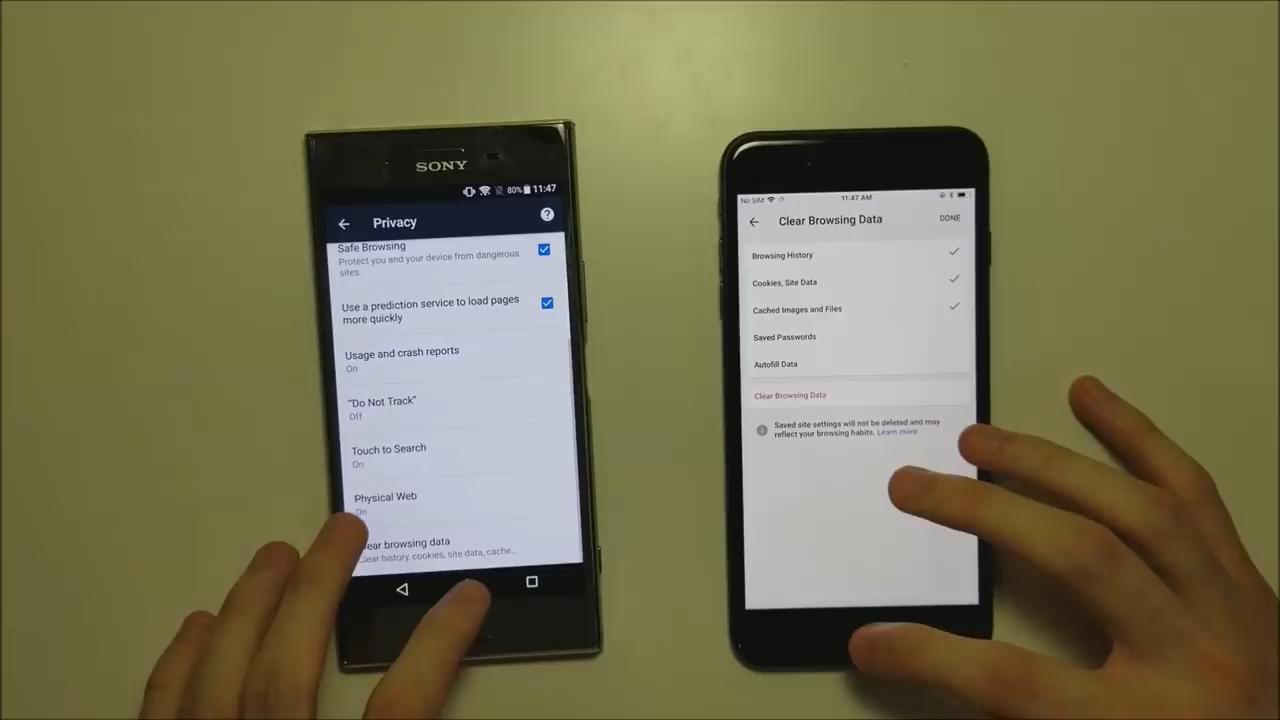 SONY
80% 11:47
Privacy
Safe Browsing
Protect you and your device from dangerous
sites
Use a prediction service to load pages
more quickly
Usage and crash reports
On
"Do Not Track"
Off
Touch to Search
On
Physical Web
On
ear browsing data
lear history, cookies, site data, cache...
No SIM
11:47 AM
Clear Browsing Data
DONE
Browsing History
Cookies, Site Data
Cached Images and Files
Saved Passwords
Autofill Data
Clear Browsing Data
Saved site settings will not be deleted and may
reflect your browsing habits. Learn more